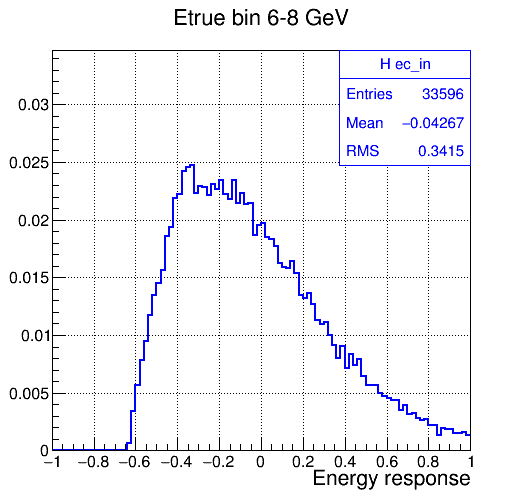 Etrue bin 6-8 GeV
H ec_in
Entries 33596
Mean −0.04267
RMS 0.3415
0.03
0.025
0.02
0.015
0.01
0.005
0
−1 −0.8 −0.6 −0.4 −0.2 0 0.2 0.4 0.6 0.8 1
Energy response